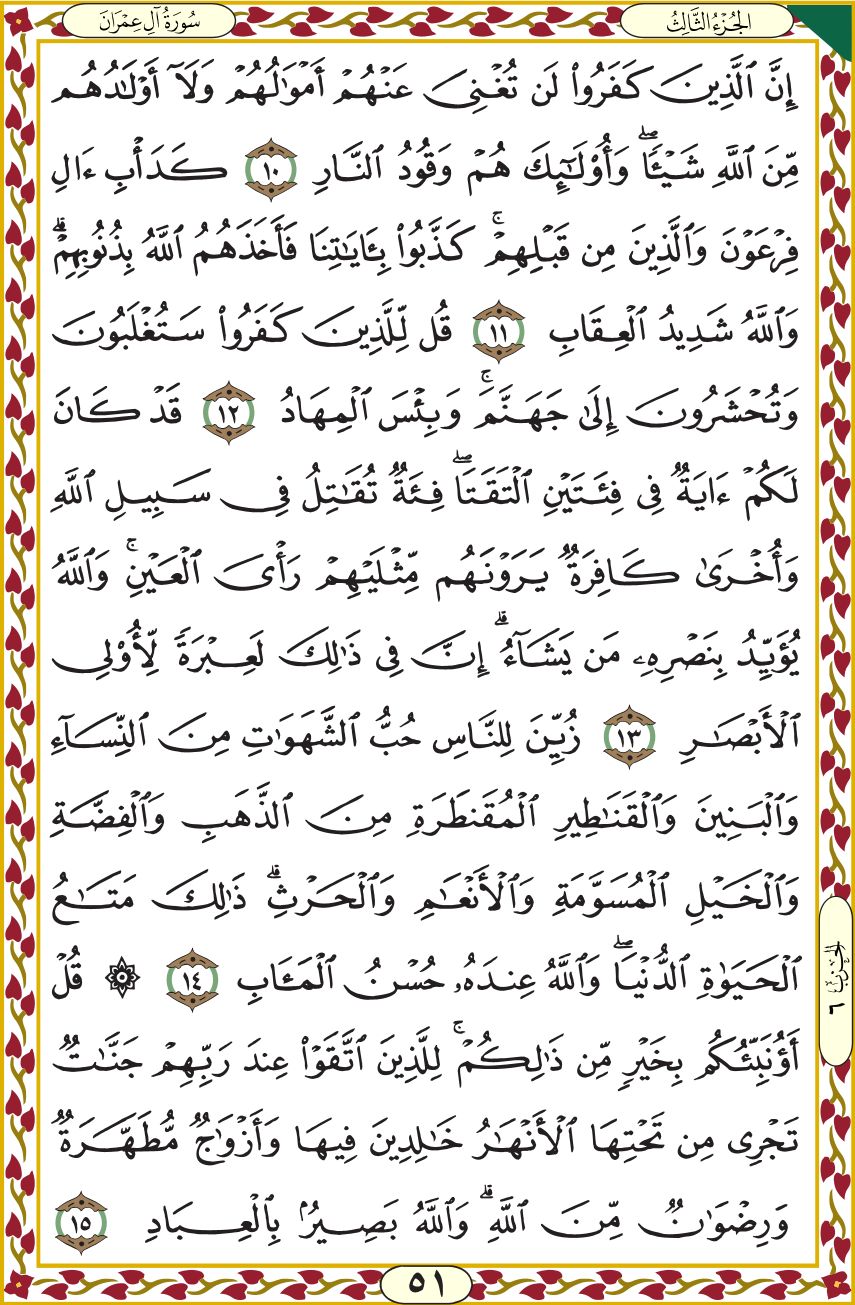 سُورَةُ آلِ عِمْرَانَ
الجُزْءُ الثَّالِثُ
إِنَّ ٱلَّذِينَ كَفَرُواْ لَن تُغْنِيَ عَنْهُمْ أَمْوَٰلُهُمْ وَلَآ أَوْلَٰدُهُم
مِّنَ ٱللَّهِ شَيْـًٔاۖ وَأُوْلَٰٓئِكَ هُمْ وَقُودُ ٱلنَّارِ ١٠ كَدَأْبِ ءَالِ
فِرْعَوْنَ وَٱلَّذِينَ مِن قَبْلِهِمْۚ كَذَّبُواْ بِـَٔايَٰتِنَا فَأَخَذَهُمُ ٱللَّهُ بِذُنُوبِهِمْۗ
وَٱللَّهُ شَدِيدُ ٱلْعِقَابِ ١١ قُل لِّلَّذِينَ كَفَرُواْ سَتُغْلَبُونَ
وَتُحْشَرُونَ إِلَىٰ جَهَنَّمَۚ وَبِئْسَ ٱلْمِهَادُ ١٢ قَدْ كَانَ
لَكُمْ ءَايَةٌ فِي فِئَتَيْنِ ٱلْتَقَتَاۖ فِئَةٌ تُقَٰتِلُ فِي سَبِيلِ ٱللَّهِ
وَأُخْرَىٰ كَافِرَةٌ يَرَوْنَهُم مِّثْلَيْهِمْ رَأْيَ ٱلْعَيْنِۚ وَٱللَّهُ
يُؤَيِّدُ بِنَصْرِهِۦ مَن يَشَآءُۗ إِنَّ فِي ذَٰلِكَ لَعِبْرَةً لِّأُوْلِي
ٱلْأَبْصَٰرِ ١٣ زُيِّنَ لِلنَّاسِ حُبُّ ٱلشَّهَوَٰتِ مِنَ ٱلنِّسَآءِ
وَٱلْبَنِينَ وَٱلْقَنَٰطِيرِ ٱلْمُقَنطَرَةِ مِنَ ٱلذَّهَبِ وَٱلْفِضَّةِ
وَٱلْخَيْلِ ٱلْمُسَوَّمَةِ وَٱلْأَنْعَٰمِ وَٱلْحَرْثِۗ ذَٰلِكَ مَتَٰعُ
ٱلْحَيَوٰةِ ٱلدُّنْيَاۖ وَٱللَّهُ عِندَهُۥ حُسْنُ ٱلْمَـَٔابِ ١٤ ۞ قُلْ
أَؤُنَبِّئُكُم بِخَيْرٍ مِّن ذَٰلِكُمْۚ لِلَّذِينَ ٱتَّقَوْاْ عِندَ رَبِّهِمْ جَنَّٰتٌ
تَجْرِي مِن تَحْتِهَا ٱلْأَنْهَٰرُ خَٰلِدِينَ فِيهَا وَأَزْوَٰجٌ مُّطَهَّرَةٌ
وَرِضْوَٰنٌ مِّنَ ٱللَّهِۗ وَٱللَّهُ بَصِيرٌۢ بِٱلْعِبَادِ ١٥
الحِزْبُ ٦
٥١